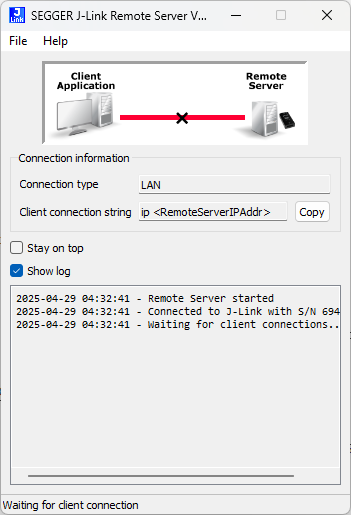 SEGGER J-Link Remote Server V...
File Help
Client Application
Remote Server
Connection information
Connection type LAN
Client connection string ip <RemoteServerIPAddr> Copy
Stay on top
Show log
2025-04-29 04:32:41 - Remote Server started
2025-04-29 04:32:41 - Connected to J-Link with S/N 694
2025-04-29 04:32:41 - Waiting for client connections..
Waiting for client connection